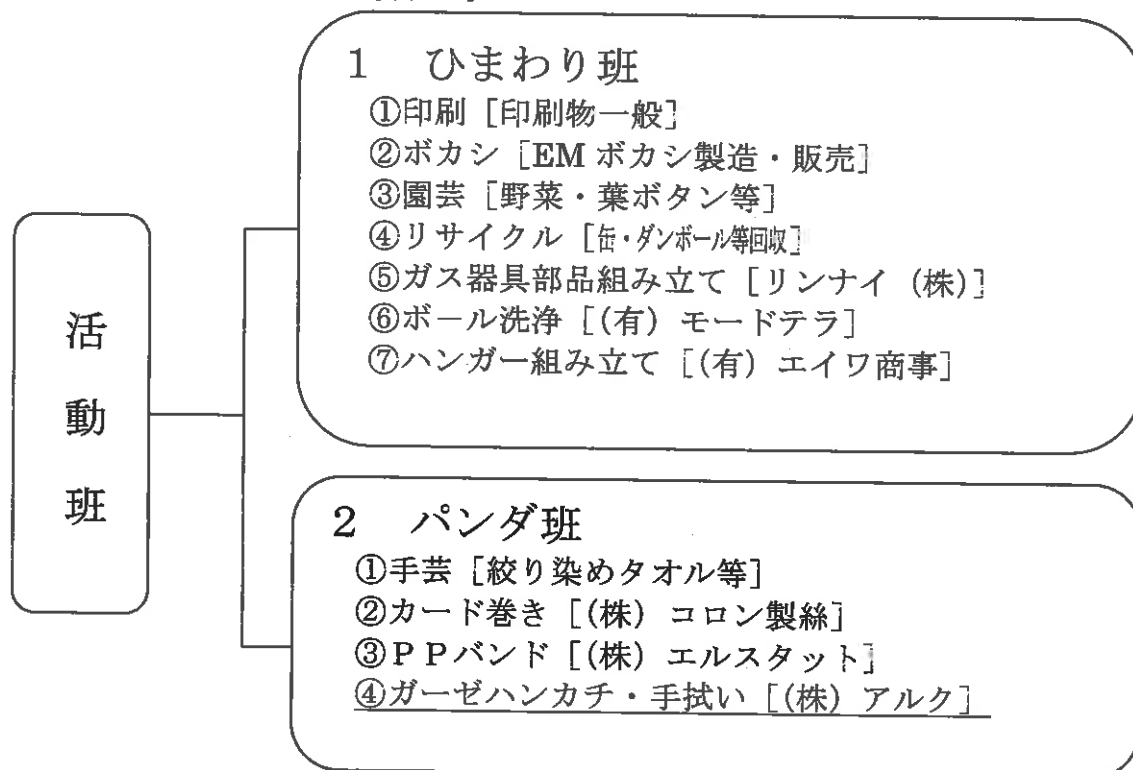 1　ひまわり班
①印刷［印刷物一般］
②ボカシ［EM ボカシ製造・販売］
③園芸［野菜・葉ボタン等］
④リサイクル［缶・ダンボール等回収］
⑤ガス器具部品組み立て［リンナイ（株）］
⑥ボール洗浄［（有）モードテラ］
⑦ハンガー組み立て［（有）エイワ商事］
活動班
2　パンダ班
①手芸［絞り染めタオル等］
②カード巻き［（株）コロン製絲］
③ＰＰバンド［（株）エルスタット］
④ガーゼハンカチ・手拭い［（株）アルク］